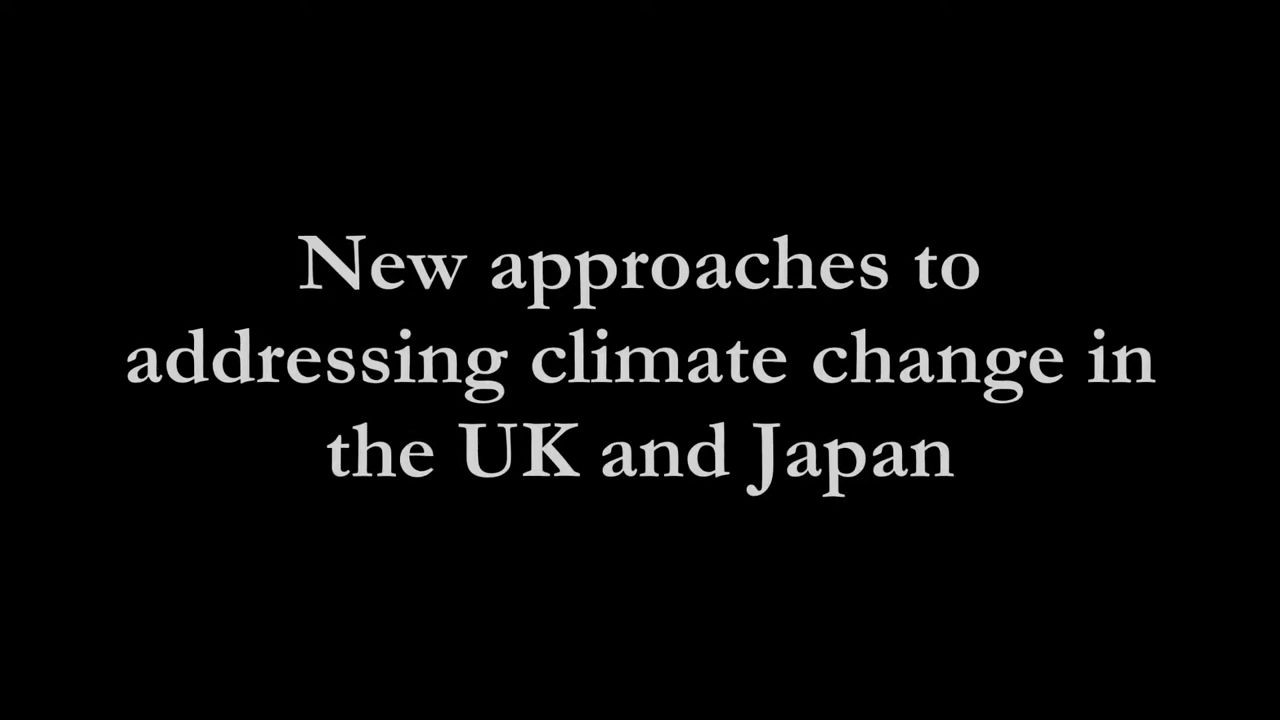 New approaches to
addressing climate change in
the UK and Japan